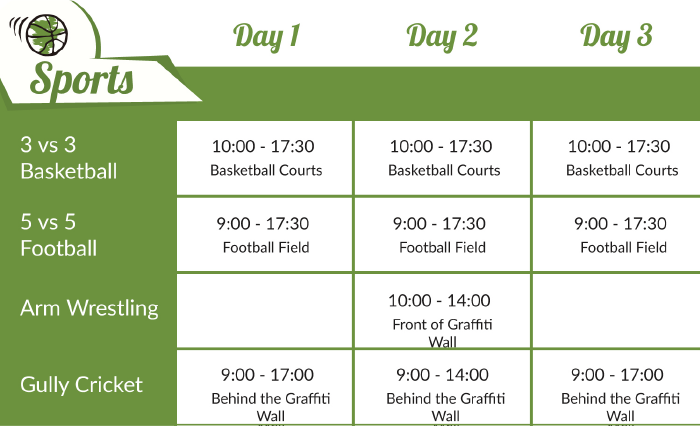 Day 1 Day 2 Day 3
Sports
3 vs 3
Basketball
10:00 - 17:30
Basketball Courts
10:00 - 17:30
Basketball Courts
10:00 - 17:30
Basketball Courts
5 vs 5
Football
9:00 - 17:30
Football Field
9:00 - 17:30
Football Field
9:00 - 17:30
Football Field
Arm Wrestling
10:00 - 14:00
Front of Graffiti
Wall
Gully Cricket
9:00 - 17:00
Behind the Graffiti
Wall
9:00 - 14:00
Behind the Graffiti
Wall
9:00 - 17:00
Behind the Graffiti
Wall